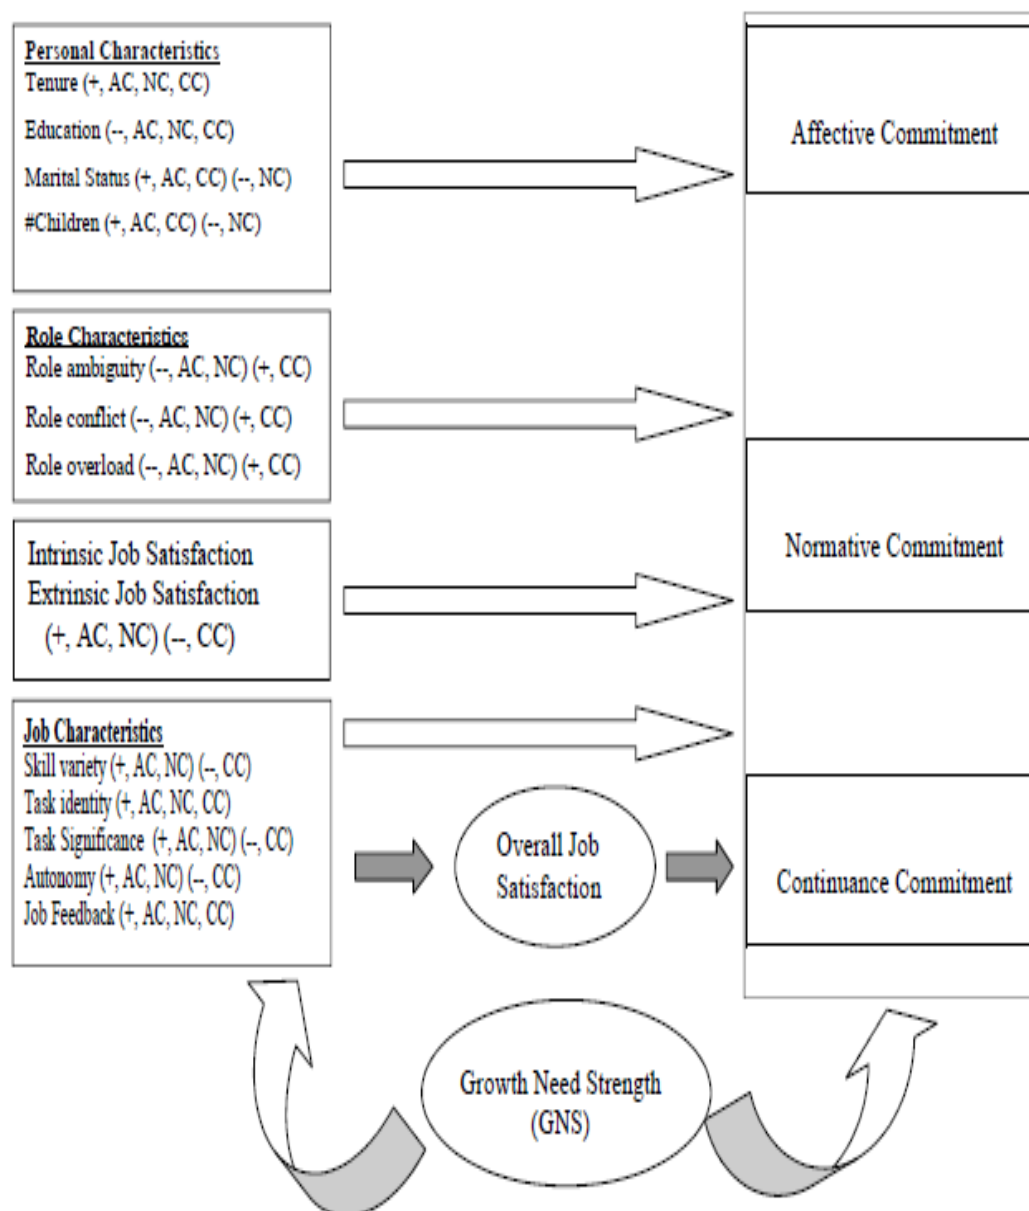 Personal Characteristics
Tenure (+, AC, NC, CC)
Education (--, AC, NC, CC)
Marital Status (+, AC, CC) (--, NC)
#Children (+, AC, CC) (--, NC)
Role Characteristics
Role ambiguity (--, AC, NC) (+, CC)
Role conflict (--, AC, NC) (+, CC)
Role overload (--, AC, NC) (+, CC)
Intrinsic Job Satisfaction
Extrinsic Job Satisfaction
(+, AC, NC) (--, CC)
Job Characteristics
Skill variety (+, AC, NC) (--, CC)
Task identity (+, AC, NC, CC)
Task Significance (+, AC, NC) (--, CC)
Autonomy (+, AC, NC) (--, CC)
Job Feedback (+, AC, NC, CC)
Overall Job
Satisfaction
Growth Need Strength
(GNS)
Affective Commitment
Normative Commitment
Continuance Commitment